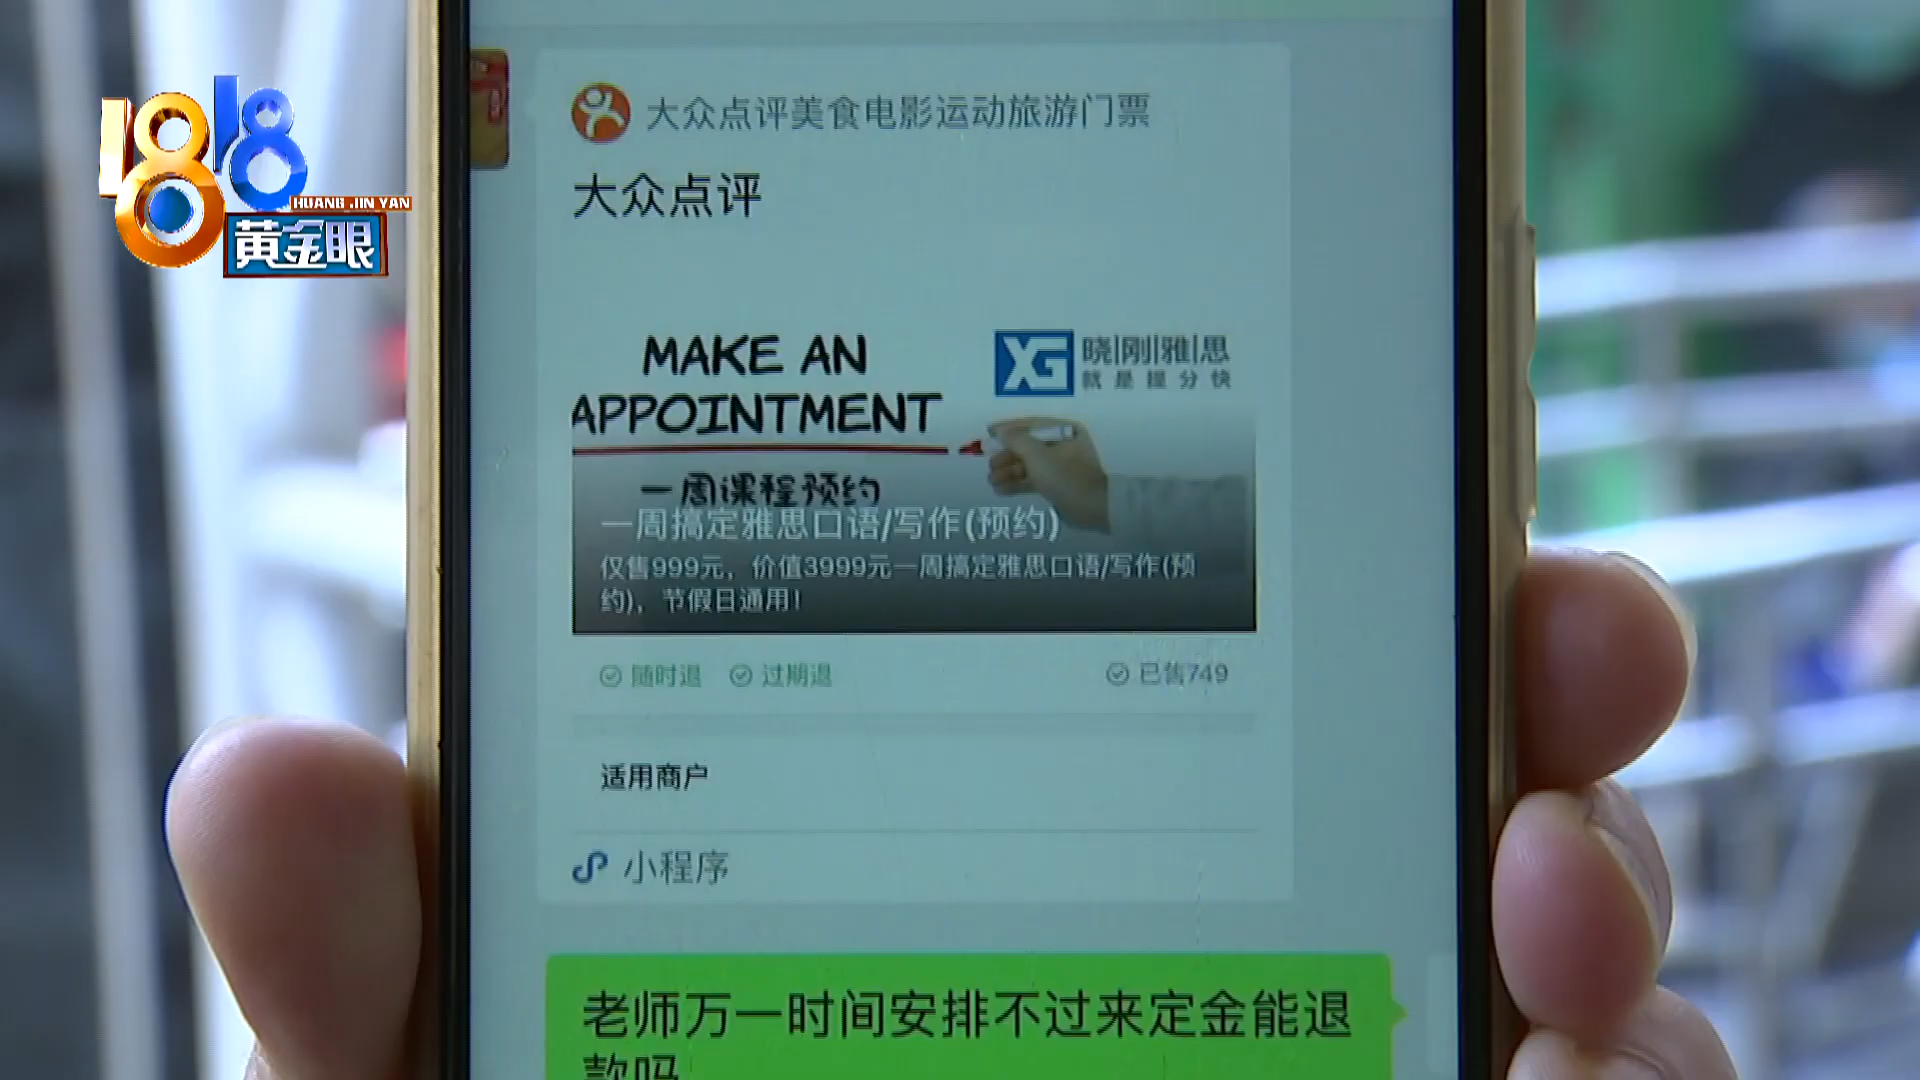 1818
HUANG JIN YAN
黄金眼
大众点评美食电影运动旅游门票
大众点评
MAKE AN
APPOINTMENT
XG
晓|刚|雅|思
就是提分快
一周课程预约
一周搞定雅思口语/写作(预约)
仅售999元，价值3999元一周搞定雅思口语/写作(预
约)，节假日通用！
随时退 过期退 已售749
适用商户
小程序
老师万一时间安排不过来定金能退
款吗